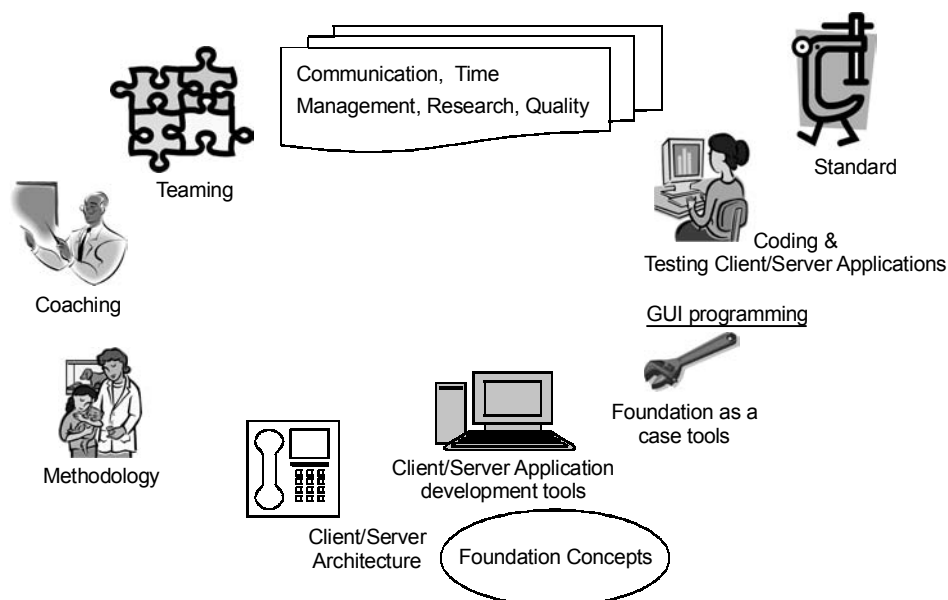 Communication, Time
Management, Research, Quality
Teaming
Standard
Coding &
Testing Client/Server Applications
Coaching
GUI programming
Foundation as a
case tools
Methodology
Client/Server Application
development tools
Client/Server
Architecture
Foundation Concepts